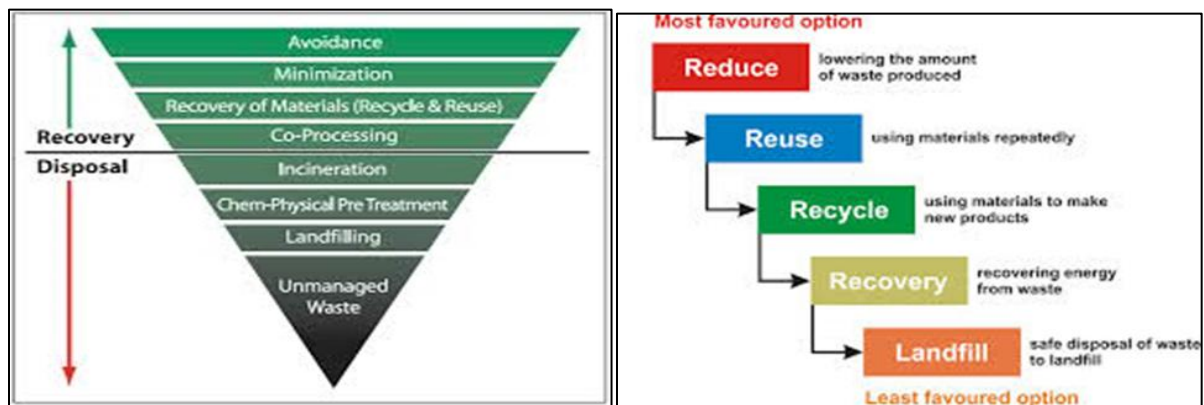 Avoidance
Minimization
Recovery of Materials (Recycle & Reuse)
Co-Processing
Recovery
Disposal
Incineration
Chem-Physical Pre Treatment
Landfilling
Unmanaged
Waste
Most favoured option
Reduce
lowering the amount
of waste produced
Reuse
using materials repeatedly
Recycle
using materials to make
new products
Recovery
recovering energy
from waste
Landfill
safe disposal of waste
to landfill
Least favoured option